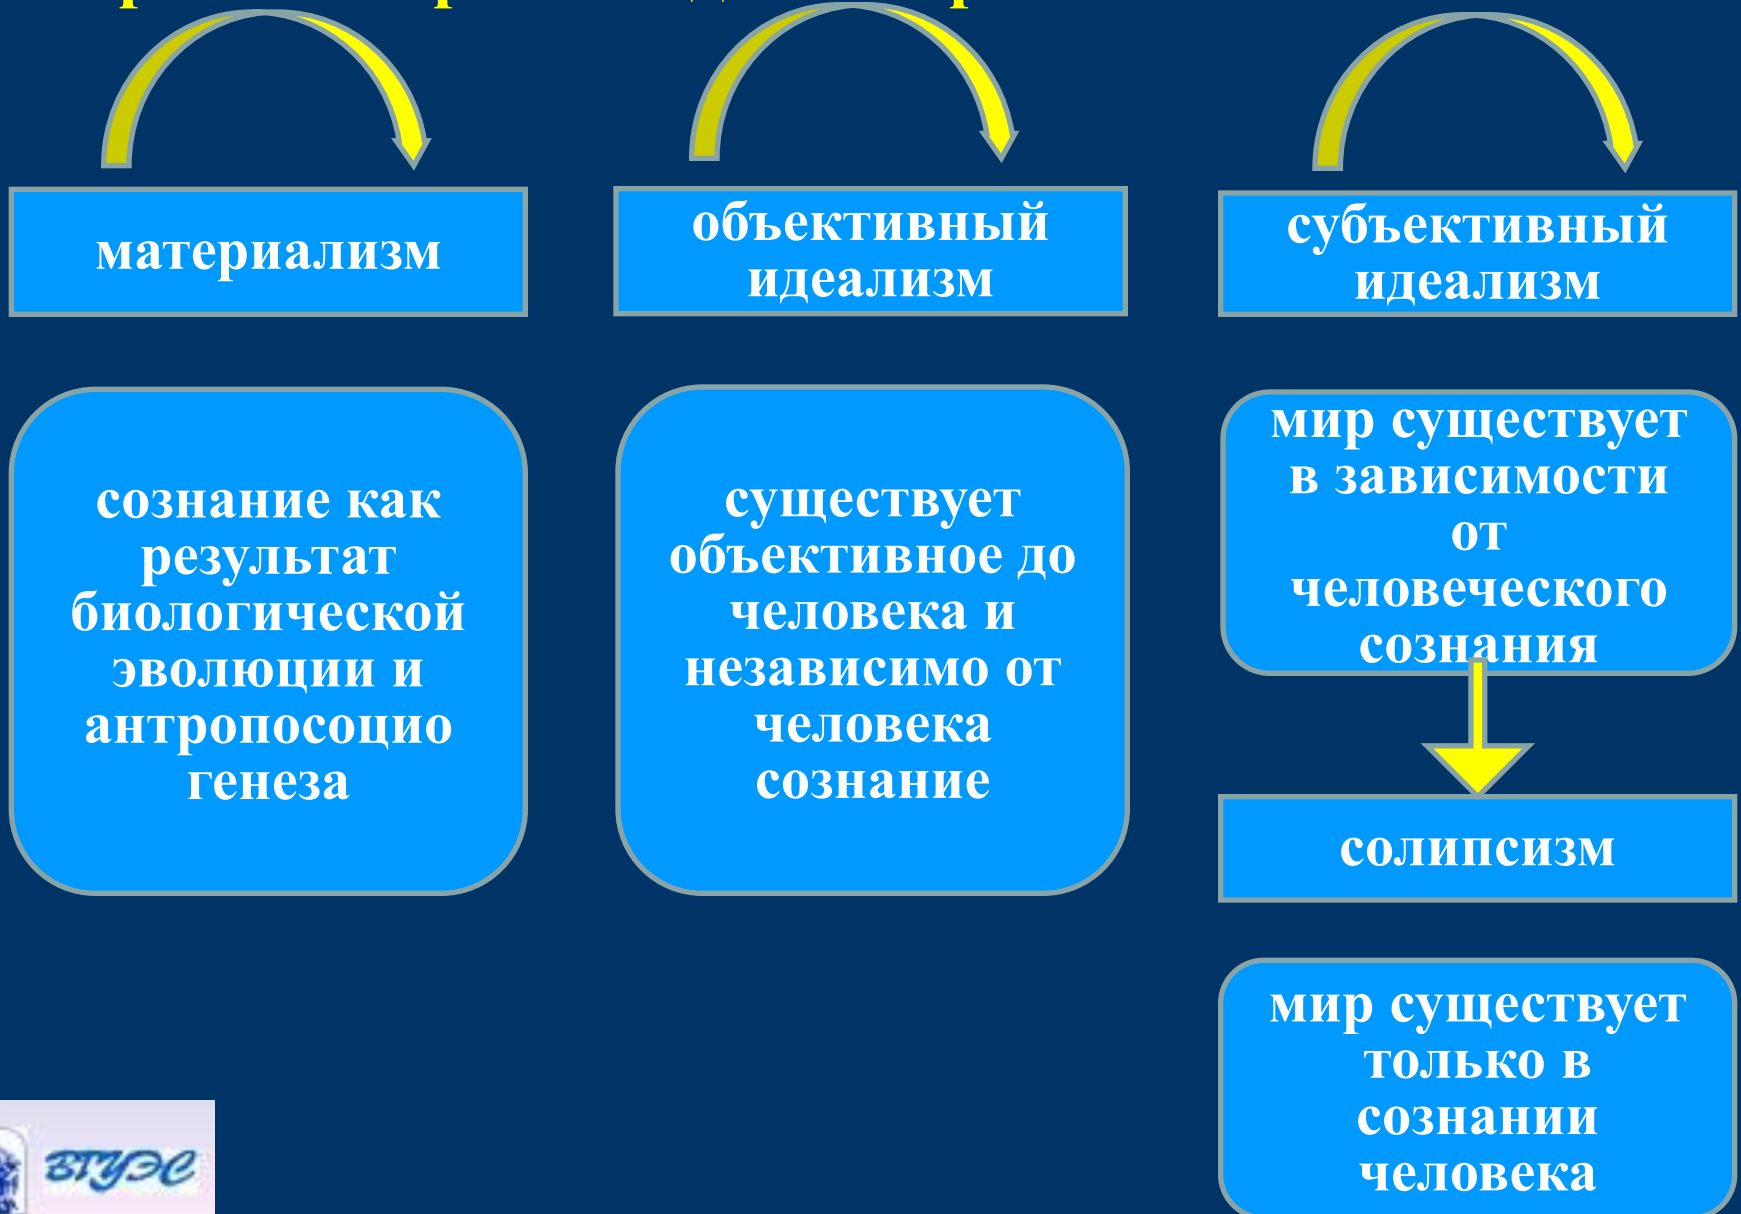 материализм
объективный
идеализм
субъективный
идеализм
сознание как
результат
биологической
эволюции и
антропосоцио
генеза
существует
объективное до
человека и
независимо от
человека
сознание
мир существует
в зависимости
от
человеческого
сознания
солипсизм
мир существует
только в
сознании
человека
ВГУЭС